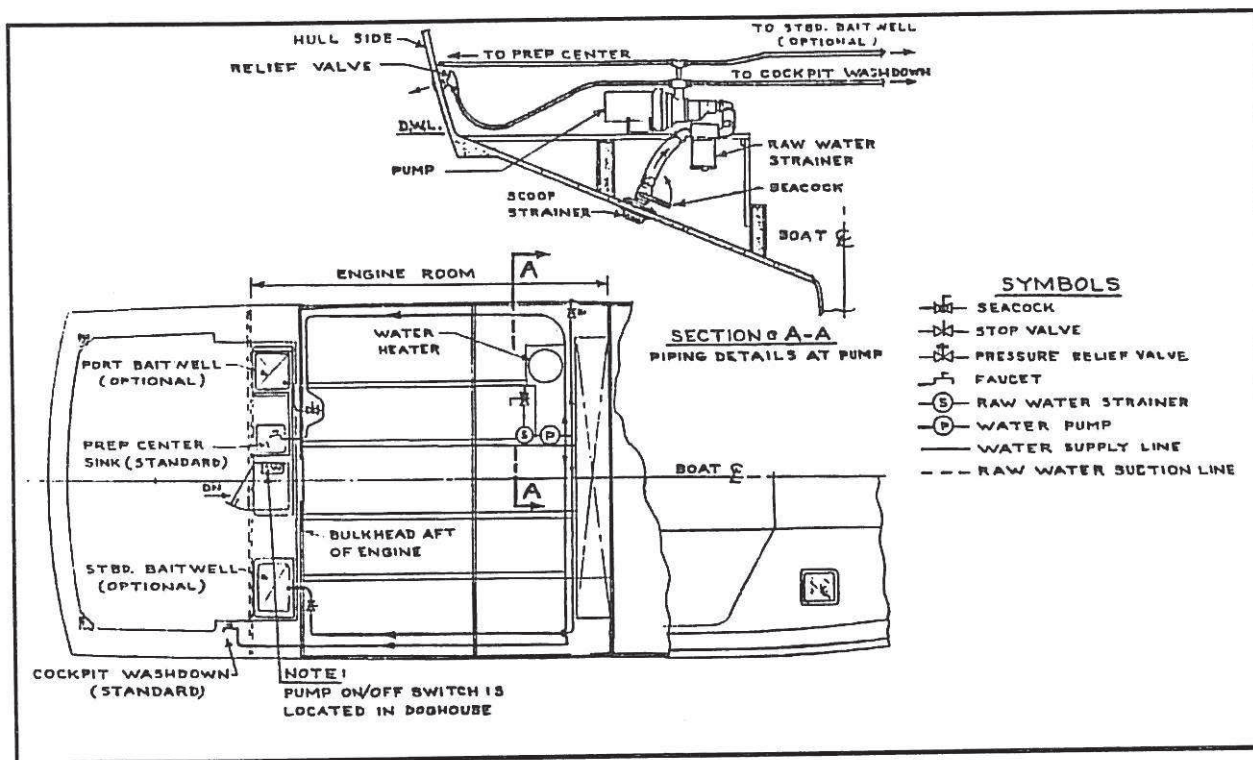 HULL SIDE
RELIEF VALVE
TO PREP CENTER
TO STBD. BAITWELL
(OPTIONAL)
TO COCKPIT WASHDOWN
D.W.L.
PUMP
RAW WATER
STRAINER
SEACOCK
SCOOP
STRAINER
BOAT ℄
SECTION @ A-A
PIPING DETAILS AT PUMP
ENGINE ROOM
A
WATER
HEATER
PORT BAITWELL
(OPTIONAL)
PREP CENTER
SINK (STANDARD)
S
P
DN
BOAT ℄
A
BULKHEAD AFT
OF ENGINE
STBD. BAITWELL
(OPTIONAL)
COCKPIT WASHDOWN
(STANDARD)
NOTE:
PUMP ON/OFF SWITCH IS
LOCATED IN DOGHOUSE
SYMBOLS
SEACOCK
STOP VALVE
PRESSURE RELIEF VALVE
FAUCET
S RAW WATER STRAINER
P WATER PUMP
WATER SUPPLY LINE
RAW WATER SUCTION LINE